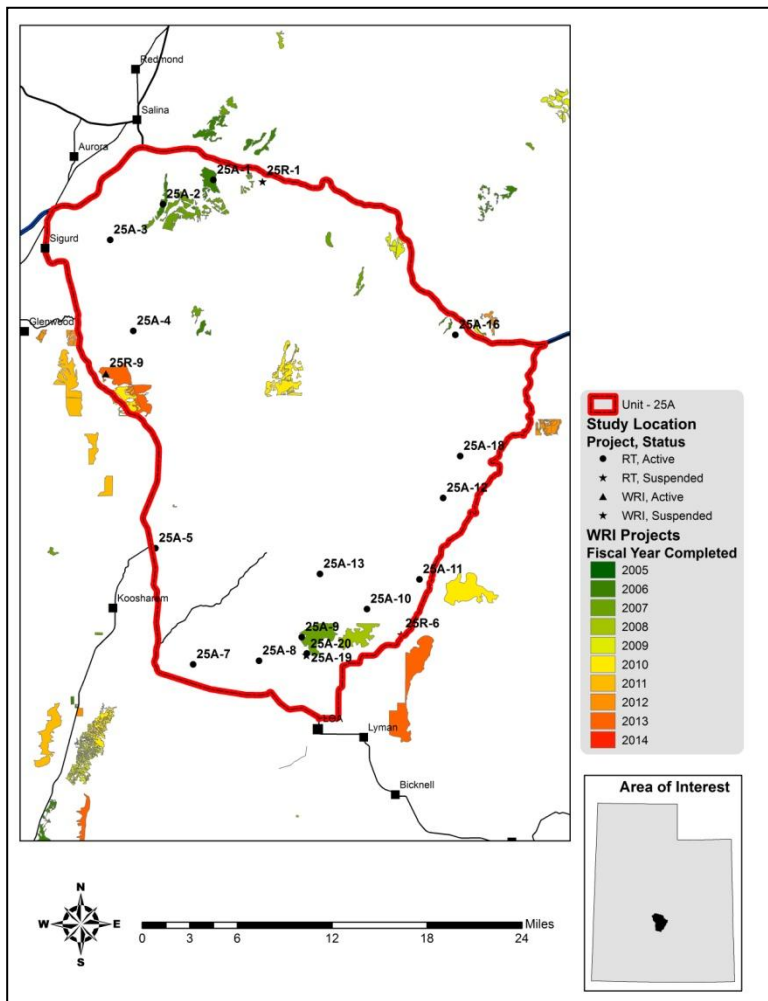 Redmond
Salina
Aurora
25A-1
25R-1
25A-2
25A-3
Sigurd
Glenwood
25A-4
25A-16
25R-9
25A-18
25A-12
25A-5
25A-13
25A-11
Koosharem
25A-10
25R-6
25A-9
25A-20
25A-7
25A-8
25A-19
LOA
Lyman
Bicknell
Unit - 25A
Study Location
Project, Status
RT, Active
RT, Suspended
WRI, Active
WRI, Suspended
WRI Projects
Fiscal Year Completed
2005
2006
2007
2008
2009
2010
2011
2012
2013
2014
Area of Interest
N
W E
S
Miles
0 3 6 12 18 24